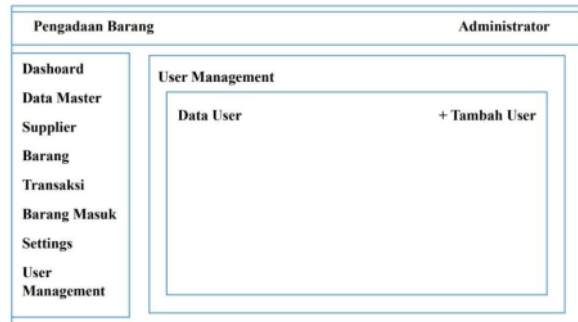 Pengadaan Barang
Administrator
Dashoard
Data Master
Supplier
Barang
Transaksi
Barang Masuk
Settings
User
Management
User Management
Data User
+ Tambah User